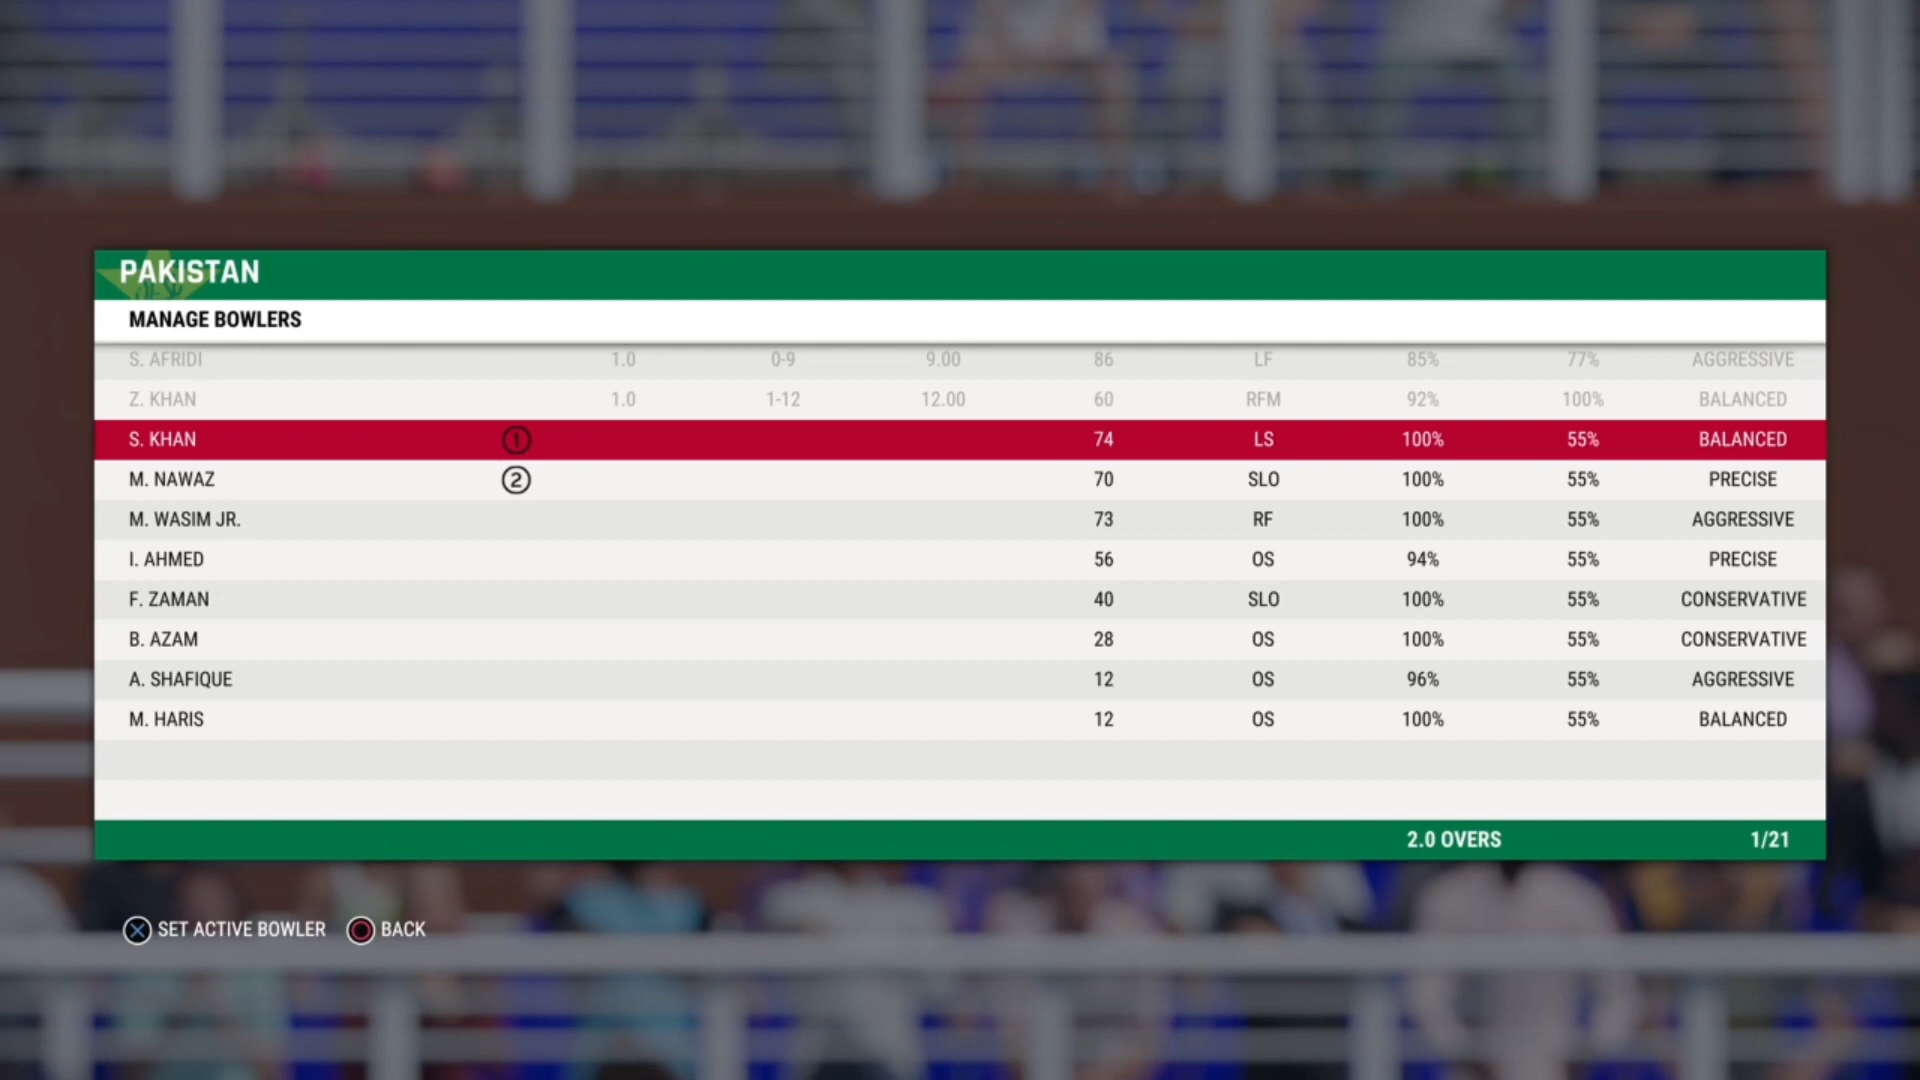 PAKISTAN
MANAGE BOWLERS
S. AFRIDI 1.0 0-9 9.00 86 LF 85% 77% AGGRESSIVE
Z. KHAN 1.0 1-12 12.00 60 RFM 92% 100% BALANCED
S. KHAN 1 74 LS 100% 55% BALANCED
M. NAWAZ 2 70 SLO 100% 55% PRECISE
M. WASIM JR. 73 RF 100% 55% AGGRESSIVE
I. AHMED 56 OS 94% 55% PRECISE
F. ZAMAN 40 SLO 100% 55% CONSERVATIVE
B. AZAM 28 OS 100% 55% CONSERVATIVE
A. SHAFIQUE 12 OS 96% 55% AGGRESSIVE
M. HARIS 12 OS 100% 55% BALANCED
2.0 OVERS 1/21
SET ACTIVE BOWLER BACK